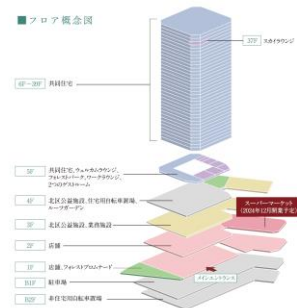 ■フロア概念図
37F スカイラウンジ
6F～38F 共同住宅
5F 共同住宅、ウェルカムラウンジ、
フォレストパーク、ワークラウンジ、
2つのゲストルーム
4F 北区公益施設、住宅用自転車置場、
ルーフガーデン
3F 北区公益施設、業務施設
スーパーマーケット
(2024年12月開業予定)
2F 店舗
1F 店舗、フォレストプロムナード
メインエントランス
B1F 駐車場
B2F 非住宅用自転車置場